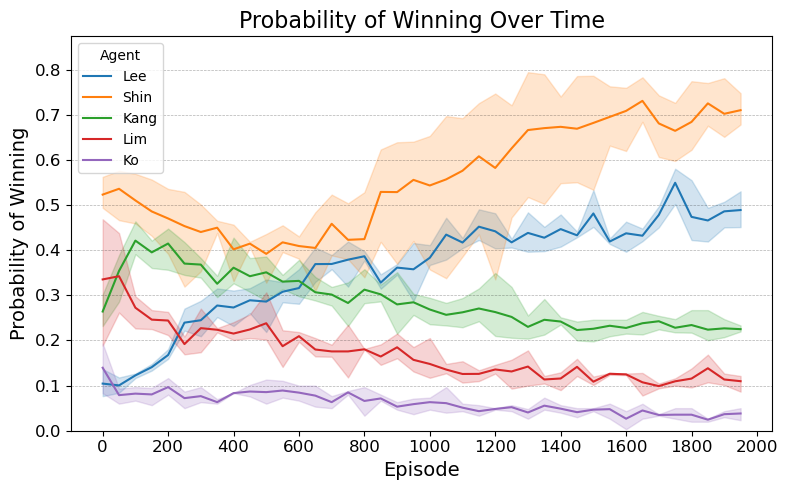 Probability of Winning Over Time
Agent
Lee
Shin
Kang
Lim
Ko
Probability of Winning
0.8
0.7
0.6
0.5
0.4
0.3
0.2
0.1
0.0
0 200 400 600 800 1000 1200 1400 1600 1800 2000
Episode